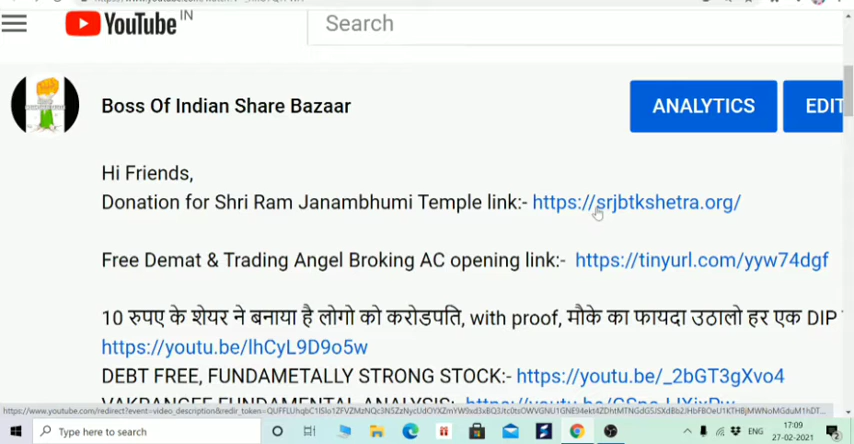 YouTube IN
Search
Boss Of Indian Share Bazaar
ANALYTICS
EDIT
Hi Friends,
Donation for Shri Ram Janambhumi Temple link:- https://srjbtkshetra.org/
Free Demat & Trading Angel Broking AC opening link:- https://tinyurl.com/yyw74dgf
10 रुपए के शेयर ने बनाया है लोगो को करोडपति, with proof, मौके का फायदा उठालो हर एक DIP
https://youtu.be/lhCyL9D9o5w
DEBT FREE, FUNDAMETALLY STRONG STOCK:- https://youtu.be/_2bGT3gXvo4
Type here to search
ENG
17:09
27-02-2021